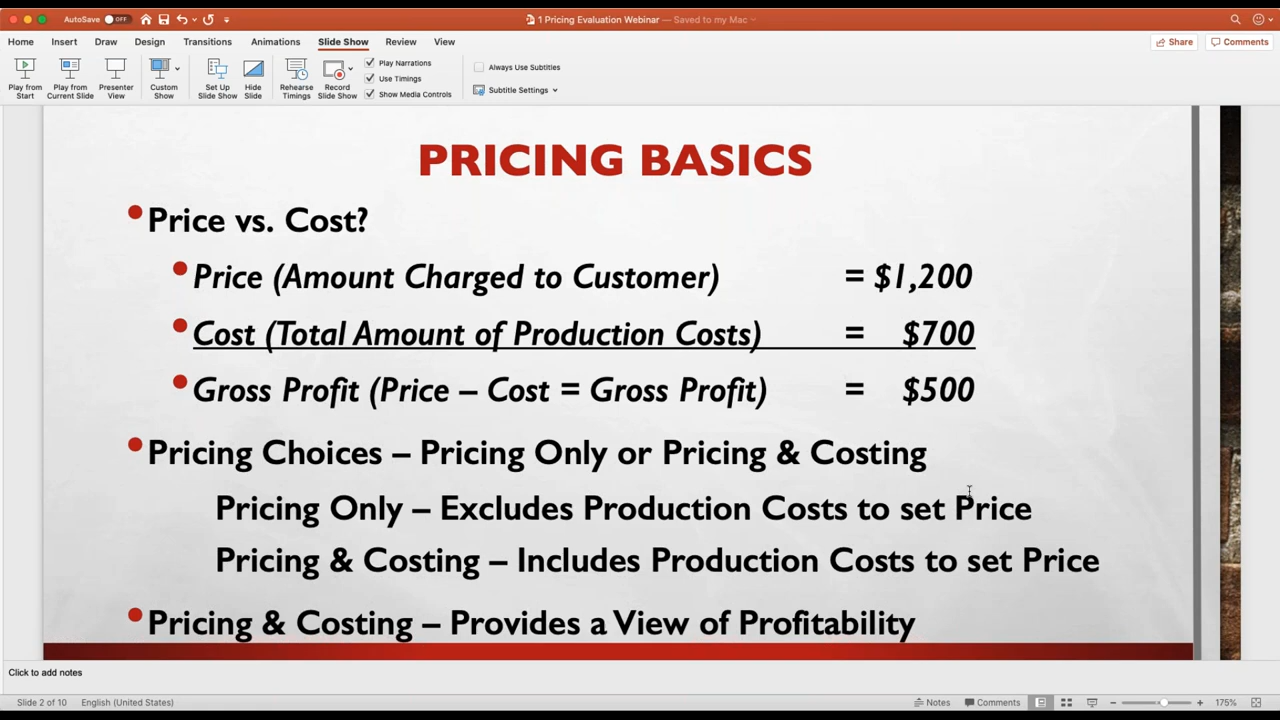 AutoSave OFF
1 Pricing Evaluation Webinar — Saved to my Mac
Home Insert Draw Design Transitions Animations Slide Show Review View
Share Comments
Play from Start
Play from Current Slide
Presenter View
Custom Show
Set Up Slide Show
Hide Slide
Rehearse Timings
Record Slide Show
Play Narrations
Use Timings
Show Media Controls
Always Use Subtitles
Subtitle Settings
PRICING BASICS
•Price vs. Cost?
•Price (Amount Charged to Customer) = $1,200
•Cost (Total Amount of Production Costs) = $700
•Gross Profit (Price – Cost = Gross Profit) = $500
•Pricing Choices – Pricing Only or Pricing & Costing
Pricing Only – Excludes Production Costs to set Price
Pricing & Costing – Includes Production Costs to set Price
•Pricing & Costing – Provides a View of Profitability
Click to add notes
Slide 2 of 10 English (United States) Notes Comments 175%